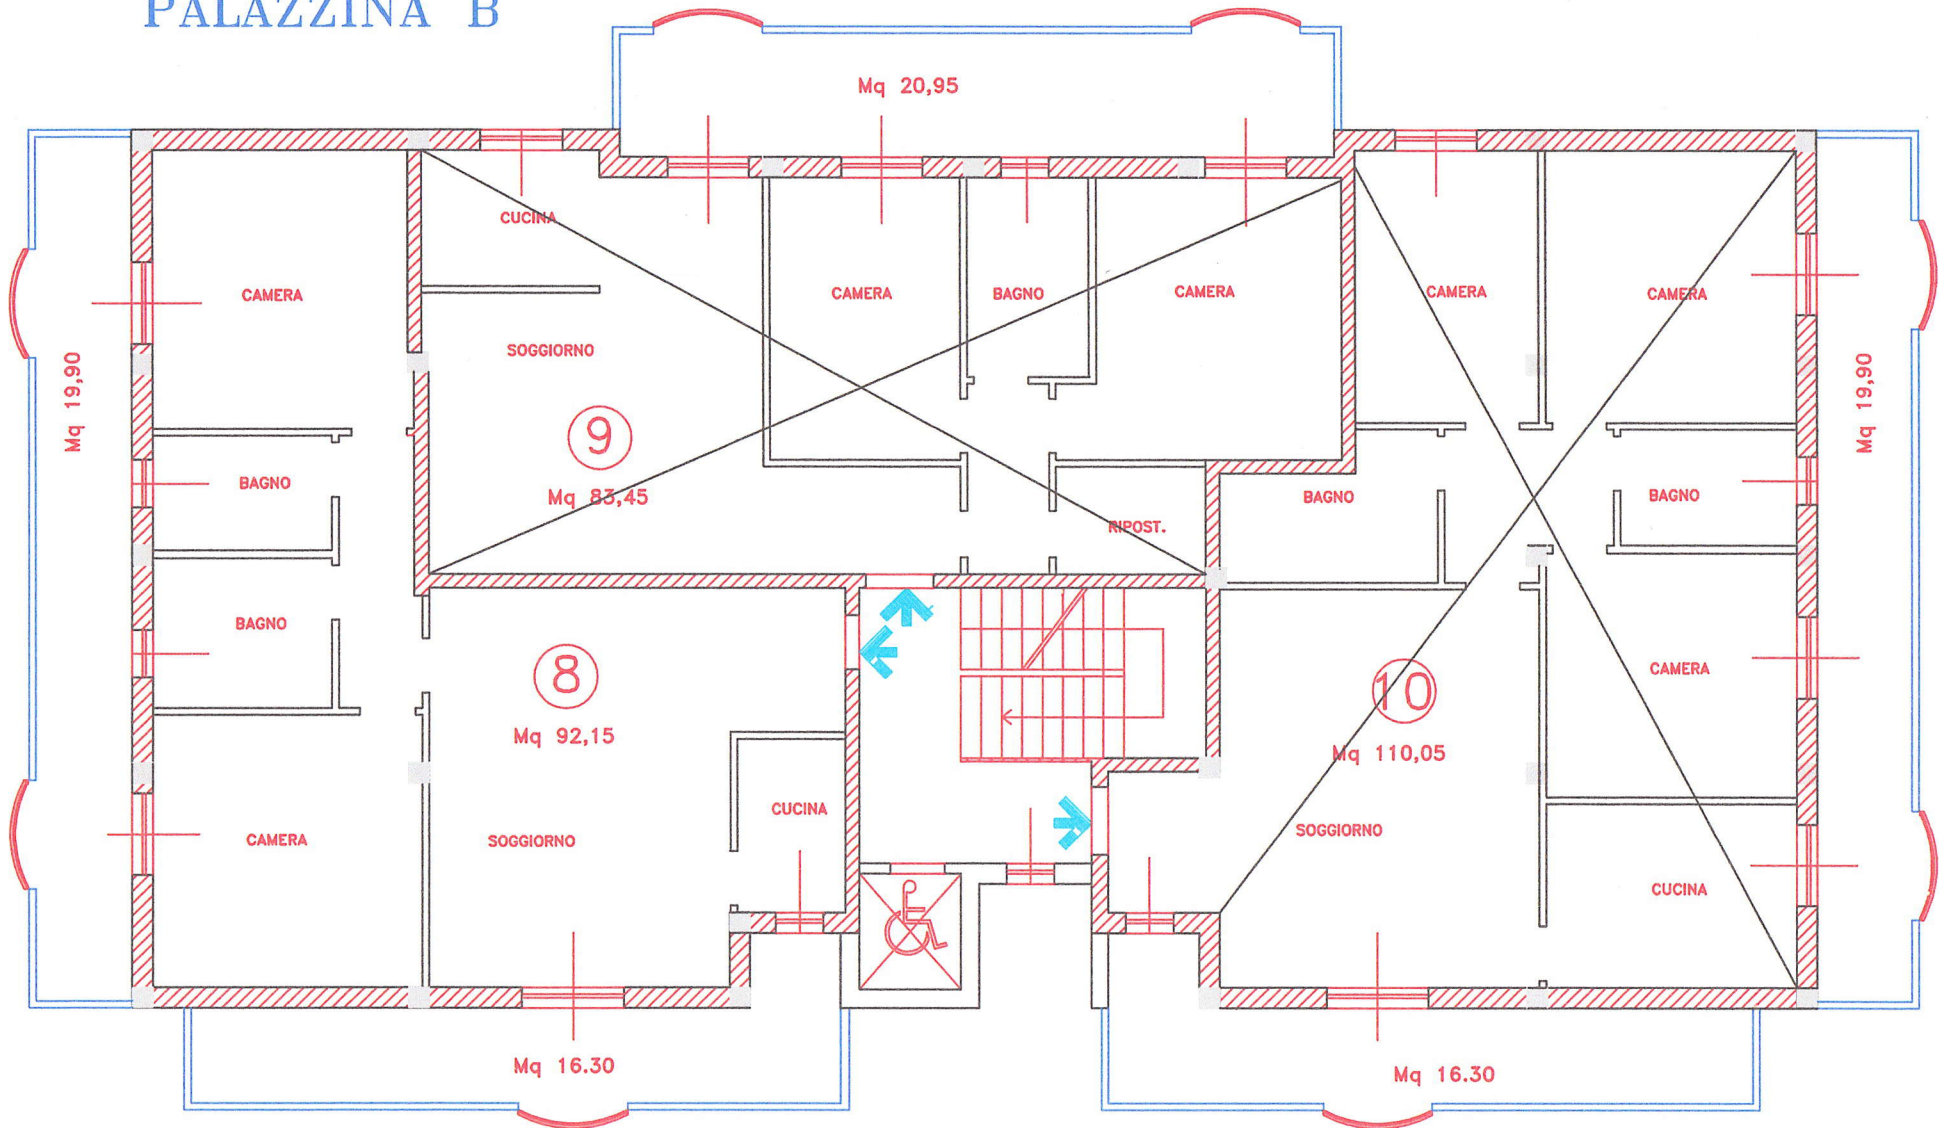 PALAZZINA B
Mq 20,95
CUCINA
CAMERA
CAMERA
BAGNO
CAMERA
CAMERA
CAMERA
SOGGIORNO
Mq 19,90
Mq 19,90
9
BAGNO
Mq 83,45
BAGNO
BAGNO
RIPOST.
BAGNO
8
CAMERA
10
Mq 92,15
Mq 110,05
CUCINA
CAMERA
SOGGIORNO
SOGGIORNO
CUCINA
Mq 16.30
Mq 16.30